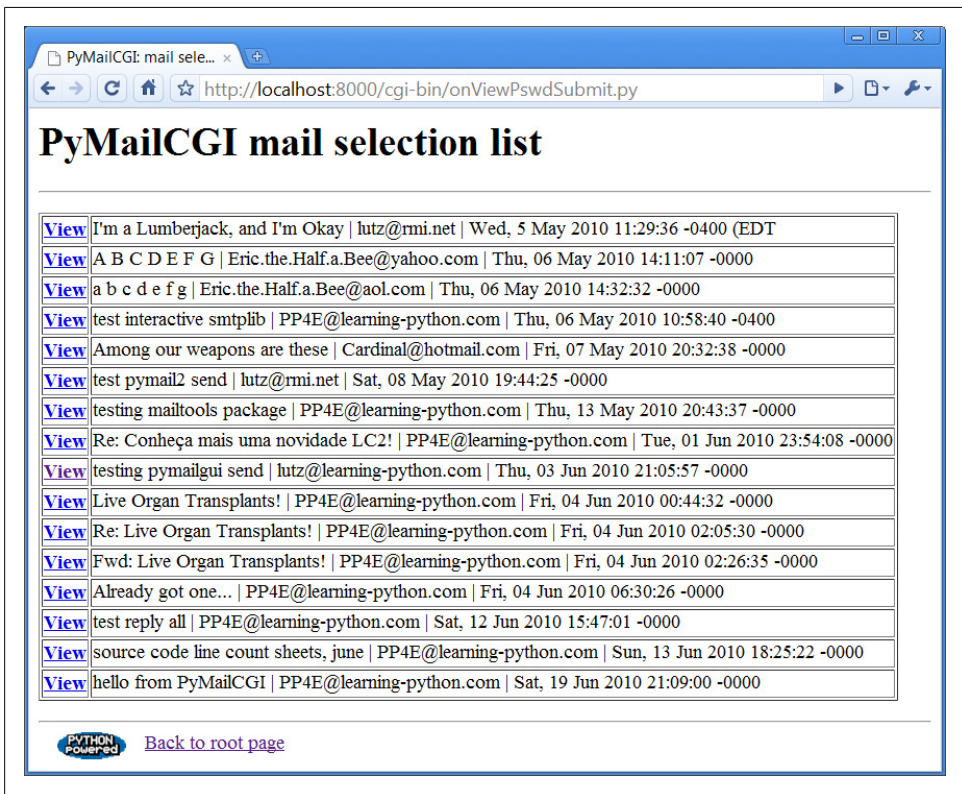 PyMailCGI: mail sele...
http://localhost:8000/cgi-bin/onViewPswdSubmit.py
PyMailCGI mail selection list
View I'm a Lumberjack, and I'm Okay | lutz@rmi.net | Wed, 5 May 2010 11:29:36 -0400 (EDT
View A B C D E F G | Eric.the.Half.a.Bee@yahoo.com | Thu, 06 May 2010 14:11:07 -0000
View a b c d e f g | Eric.the.Half.a.Bee@aol.com | Thu, 06 May 2010 14:32:32 -0000
View test interactive smtplib | PP4E@learning-python.com | Thu, 06 May 2010 10:58:40 -0400
View Among our weapons are these | Cardinal@hotmail.com | Fri, 07 May 2010 20:32:38 -0000
View test pymail2 send | lutz@rmi.net | Sat, 08 May 2010 19:44:25 -0000
View testing mailtools package | PP4E@learning-python.com | Thu, 13 May 2010 20:43:37 -0000
View Re: Conheça mais uma novidade LC2! | PP4E@learning-python.com | Tue, 01 Jun 2010 23:54:08 -0000
View testing pymailgui send | lutz@learning-python.com | Thu, 03 Jun 2010 21:05:57 -0000
View Live Organ Transplants! | PP4E@learning-python.com | Fri, 04 Jun 2010 00:44:32 -0000
View Re: Live Organ Transplants! | PP4E@learning-python.com | Fri, 04 Jun 2010 02:05:30 -0000
View Fwd: Live Organ Transplants! | PP4E@learning-python.com | Fri, 04 Jun 2010 02:26:35 -0000
View Already got one... | PP4E@learning-python.com | Fri, 04 Jun 2010 06:30:26 -0000
View test reply all | PP4E@learning-python.com | Sat, 12 Jun 2010 15:47:01 -0000
View source code line count sheets, june | PP4E@learning-python.com | Sun, 13 Jun 2010 18:25:22 -0000
View hello from PyMailCGI | PP4E@learning-python.com | Sat, 19 Jun 2010 21:09:00 -0000
PYTHON
Powered
Back to root page